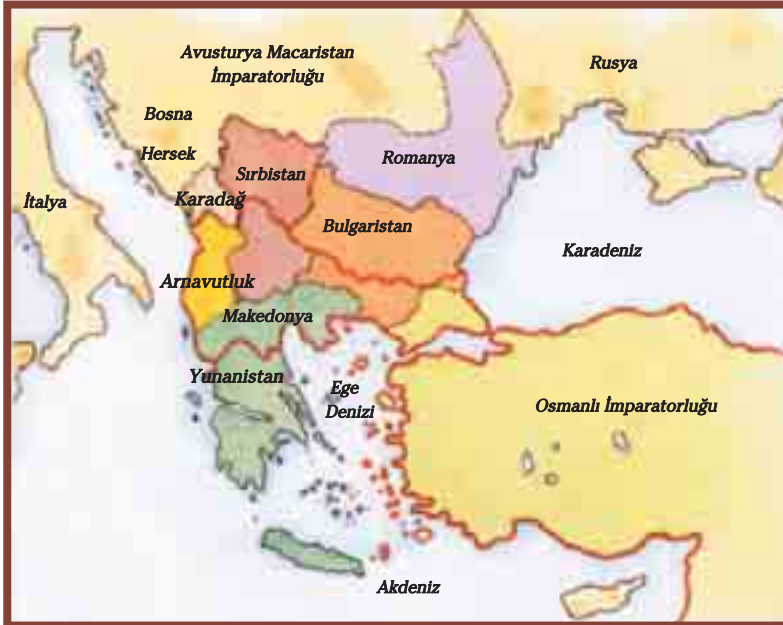 Avusturya Macaristan
İmparatorluğu
Rusya
Bosna
Hersek
Romanya
Sırbistan
Karadağ
İtalya
Bulgaristan
Karadeniz
Arnavutluk
Makedonya
Yunanistan
Ege
Denizi
Osmanlı İmparatorluğu
Akdeniz